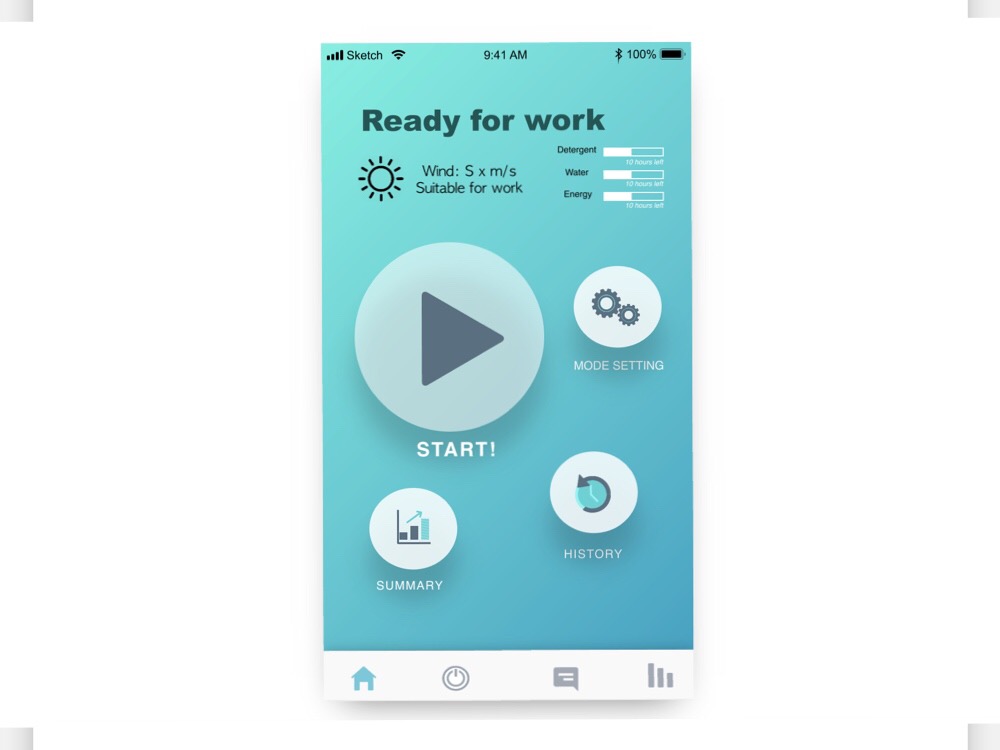 Sketch 9:41 AM 100%
Ready for work
Wind: S x m/s
Suitable for work
Detergent
10 hours left
Water
10 hours left
Energy
10 hours left
MODE SETTING
START!
HISTORY
SUMMARY